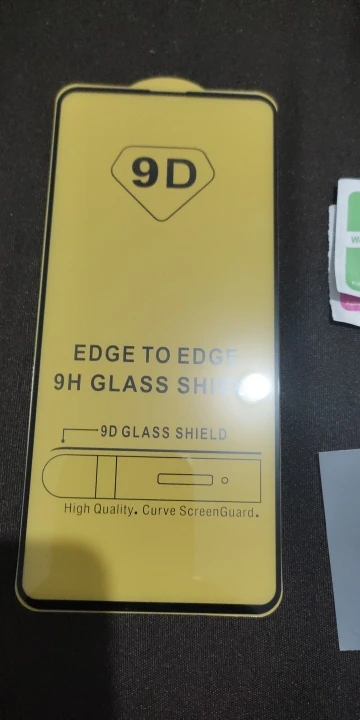 9D
EDGE TO EDGE
9H GLASS SHIELD
9D GLASS SHIELD
High Quality. Curve ScreenGuard.